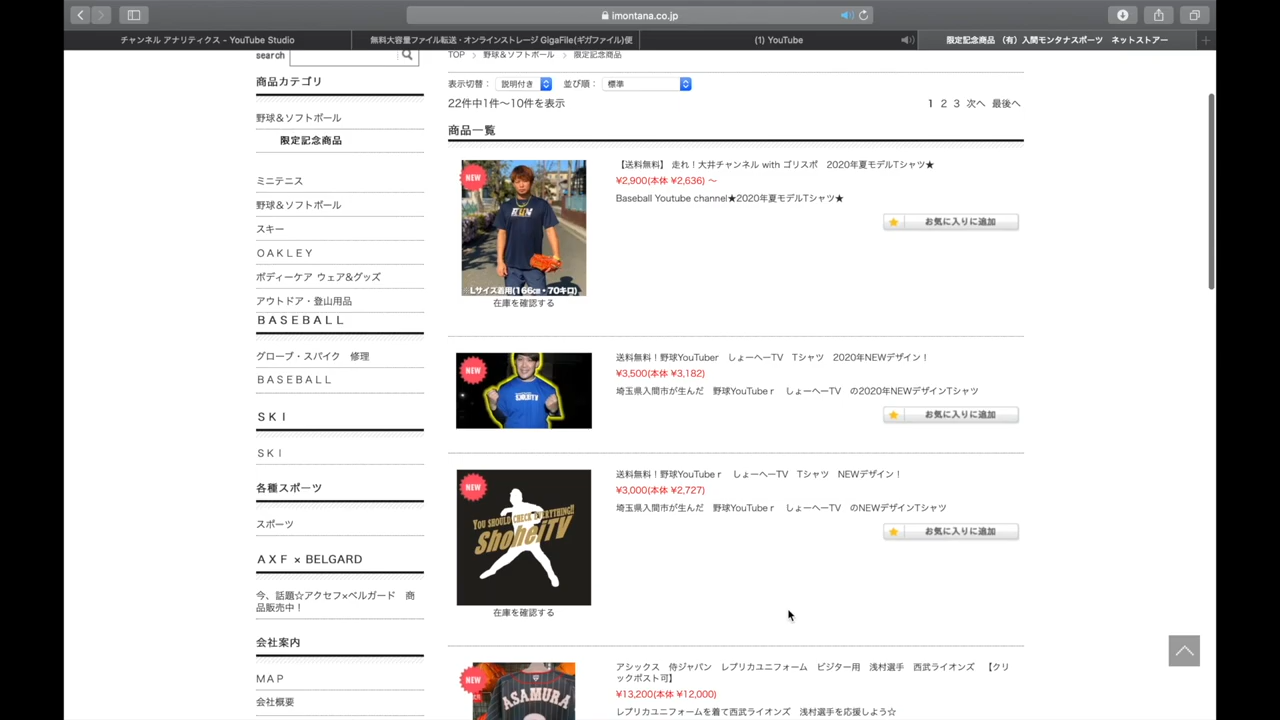 imontana.co.jp
チャンネル アナリティクス - YouTube Studio
無料大容量ファイル転送・オンラインストレージ GigaFile(ギガファイル)便
(1) YouTube
限定記念商品 （有）入間モンタナスポーツ　ネットストアー
search
TOP > 野球＆ソフトボール > 限定記念商品
商品カテゴリ
野球＆ソフトボール
限定記念商品
ミニテニス
野球＆ソフトボール
スキー
ＯＡＫＬＥＹ
ボディーケア ウェア&グッズ
アウトドア・登山用品
ＢＡＳＥＢＡＬＬ
グローブ・スパイク　修理
ＢＡＳＥＢＡＬＬ
ＳＫＩ
ＳＫＩ
各種スポーツ
スポーツ
ＡＸＦ × BELGARD
今、話題☆アクセフ×ベルガード　商
品販売中！
会社案内
ＭＡＰ
会社概要
表示切替： 説明付き 並び順： 標準
22件中1件～10件を表示
1 2 3 次へ 最後へ
商品一覧
NEW
RUN
※Lサイズ着用(166㎝・70キロ)
在庫を確認する
【送料無料】 走れ！大井チャンネル with ゴリスポ　2020年夏モデルTシャツ★
¥2,900(本体 ¥2,636) ～
Baseball Youtube channel★2020年夏モデルTシャツ★
お気に入りに追加
NEW
SHOHEITV
送料無料！野球YouTuber　しょーへーTV　Tシャツ　2020年NEWデザイン！
¥3,500(本体 ¥3,182)
埼玉県入間市が生んだ　野球YouTubeｒ　しょーへーTV　の2020年NEWデザインTシャツ
お気に入りに追加
NEW
YOU SHOULD CHECK EVERYTHING!!
ShoheiTV
在庫を確認する
送料無料！野球YouTubeｒ　しょーへーTV　Tシャツ　NEWデザイン！
¥3,000(本体 ¥2,727)
埼玉県入間市が生んだ　野球YouTubeｒ　しょーへーTV　のNEWデザインTシャツ
お気に入りに追加
NEW
ASAMURA
アシックス　侍ジャパン　レプリカユニフォーム　ビジター用　浅村選手　西武ライオンズ　【クリ
ックポスト可】
¥13,200(本体 ¥12,000)
レプリカユニフォームを着て西武ライオンズ　浅村選手を応援しよう☆